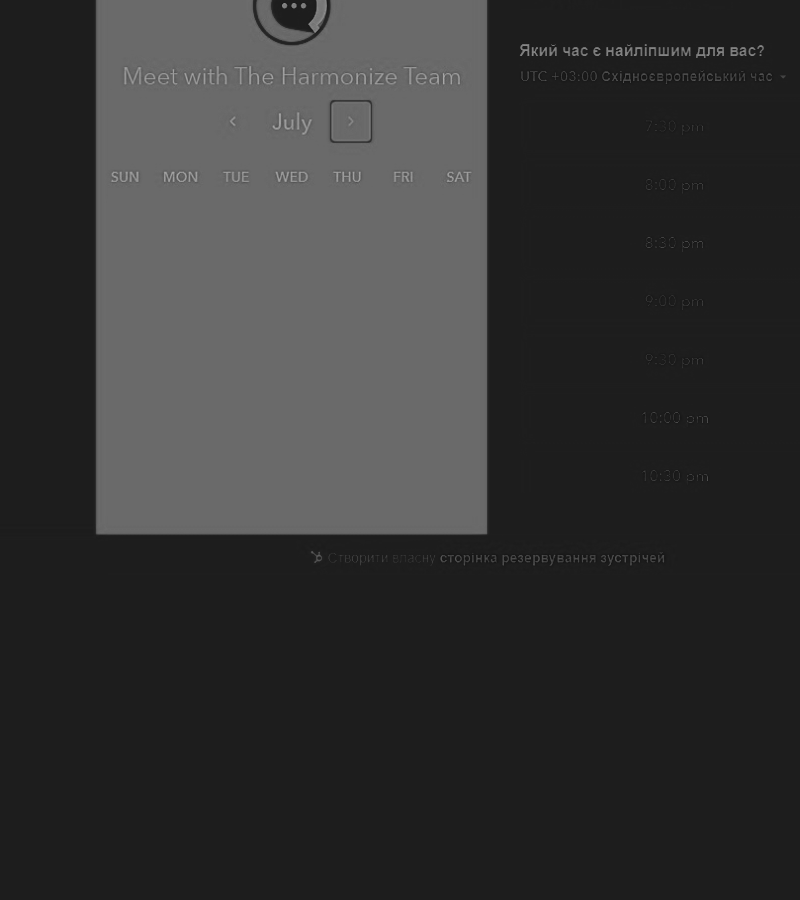 Meet with The Harmonize Team
July
SUN MON TUE WED THU FRI SAT
Який час є найліпшим для вас?
UTC +03:00 Східноєвропейський час
7:30 pm
8:00 pm
8:30 pm
9:00 pm
9:30 pm
10:00 pm
10:30 pm
Створити власну сторінка резервування зустрічей